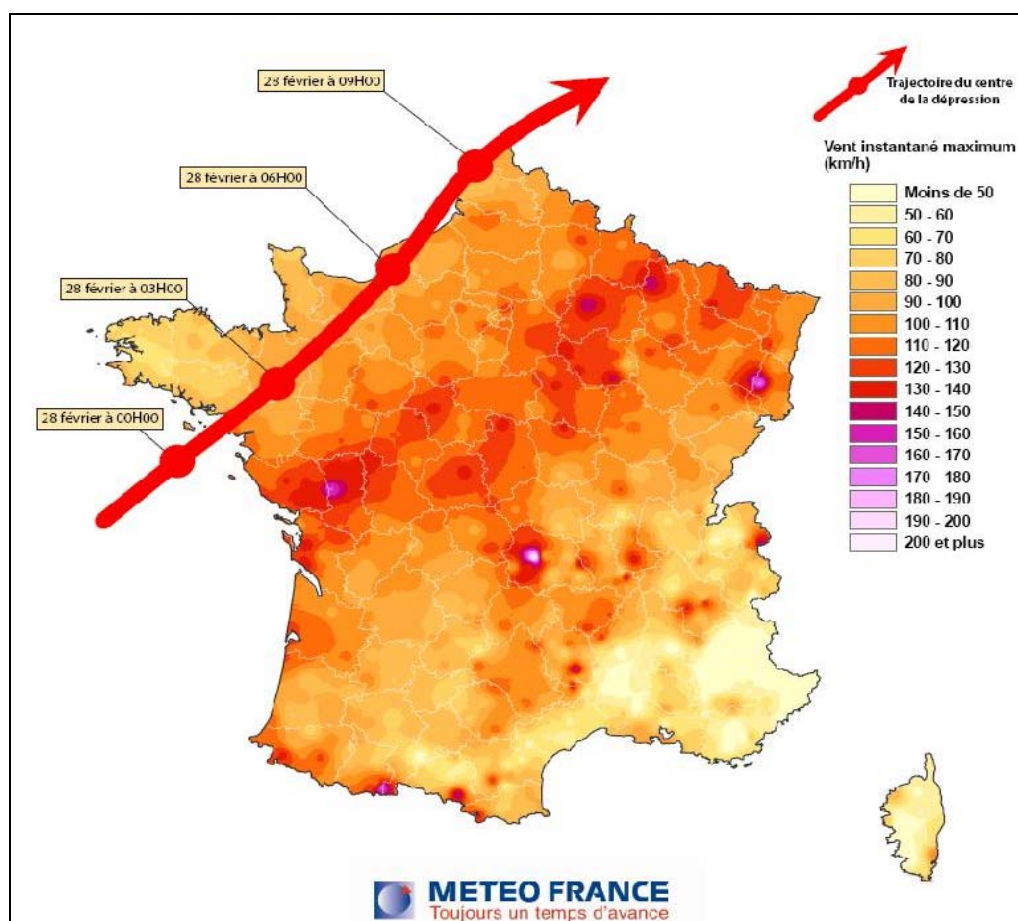 28 février à 09H00
28 février à 06H00
28 février à 03H00
28 février à 00H00
Trajectoire du centre
de la dépression
Vent instantané maximum
(km/h)
Moins de 50
50 - 60
60 - 70
70 - 80
80 - 90
90 - 100
100 - 110
110 - 120
120 - 130
130 - 140
140 - 150
150 - 160
160 - 170
170 - 180
180 - 190
190 - 200
200 et plus
METEO FRANCE
Toujours un temps d'avance